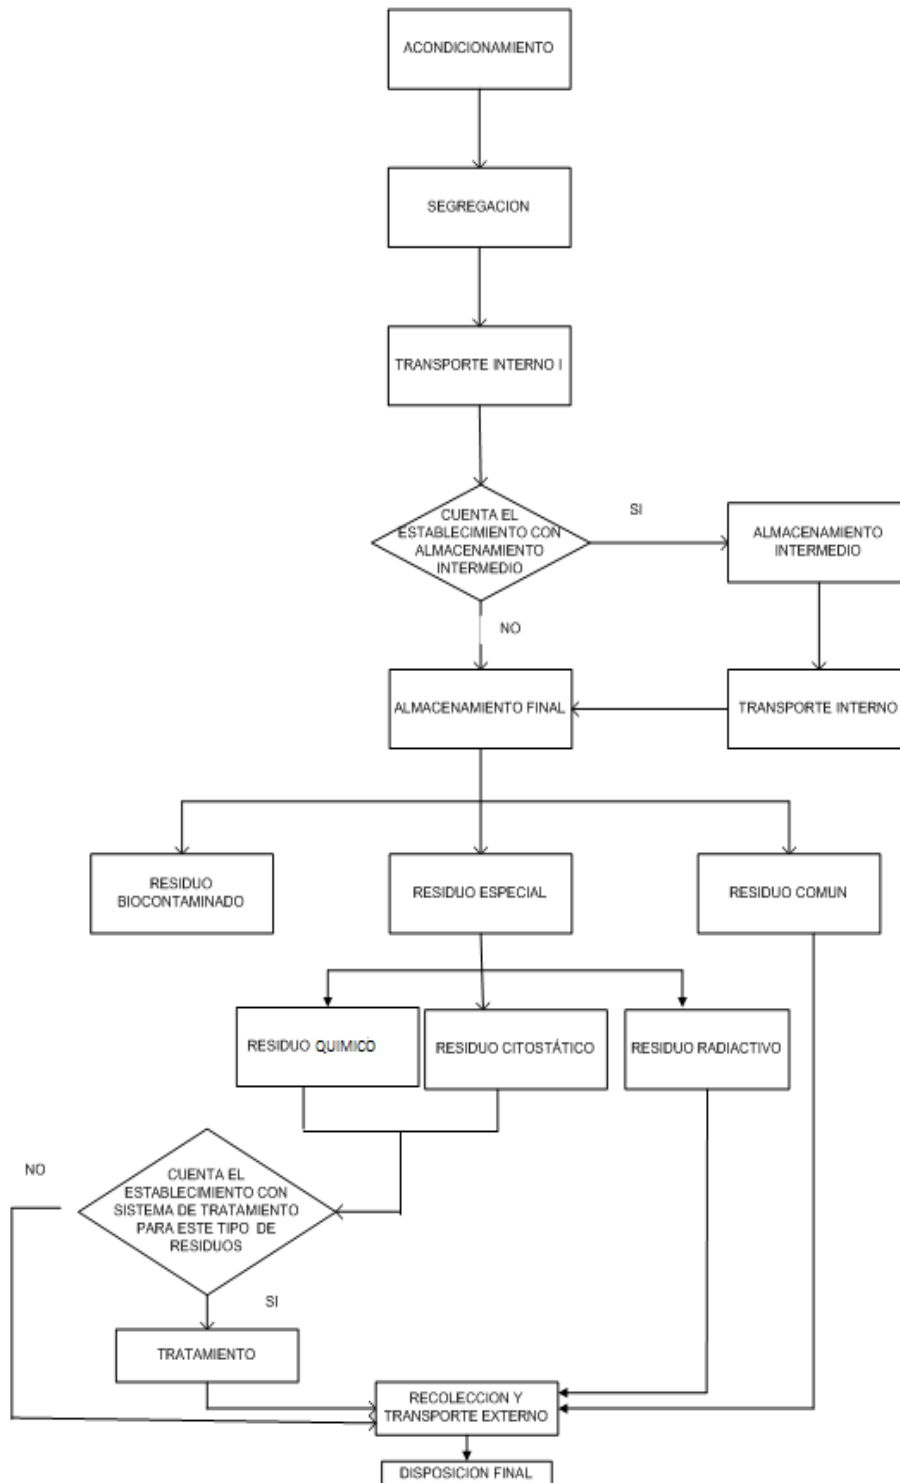 ACONDICIONAMIENTO
SEGREGACION
TRANSPORTE INTERNO I
CUENTA EL
ESTABLECIMIENTO CON
ALMACENAMIENTO
INTERMEDIO
SI
ALMACENAMIENTO
INTERMEDIO
NO
ALMACENAMIENTO FINAL
TRANSPORTE INTERNO
RESIDUO
BIOCONTAMINADO
RESIDUO ESPECIAL
RESIDUO COMUN
RESIDUO QUIMICO
RESIDUO CITOSTÁTICO
RESIDUO RADIACTIVO
NO
CUENTA EL
ESTABLECIMIENTO CON
SISTEMA DE TRATAMIENTO
PARA ESTE TIPO DE
RESIDUOS
SI
TRATAMIENTO
RECOLECCION Y
TRANSPORTE EXTERNO
DISPOSICION FINAL